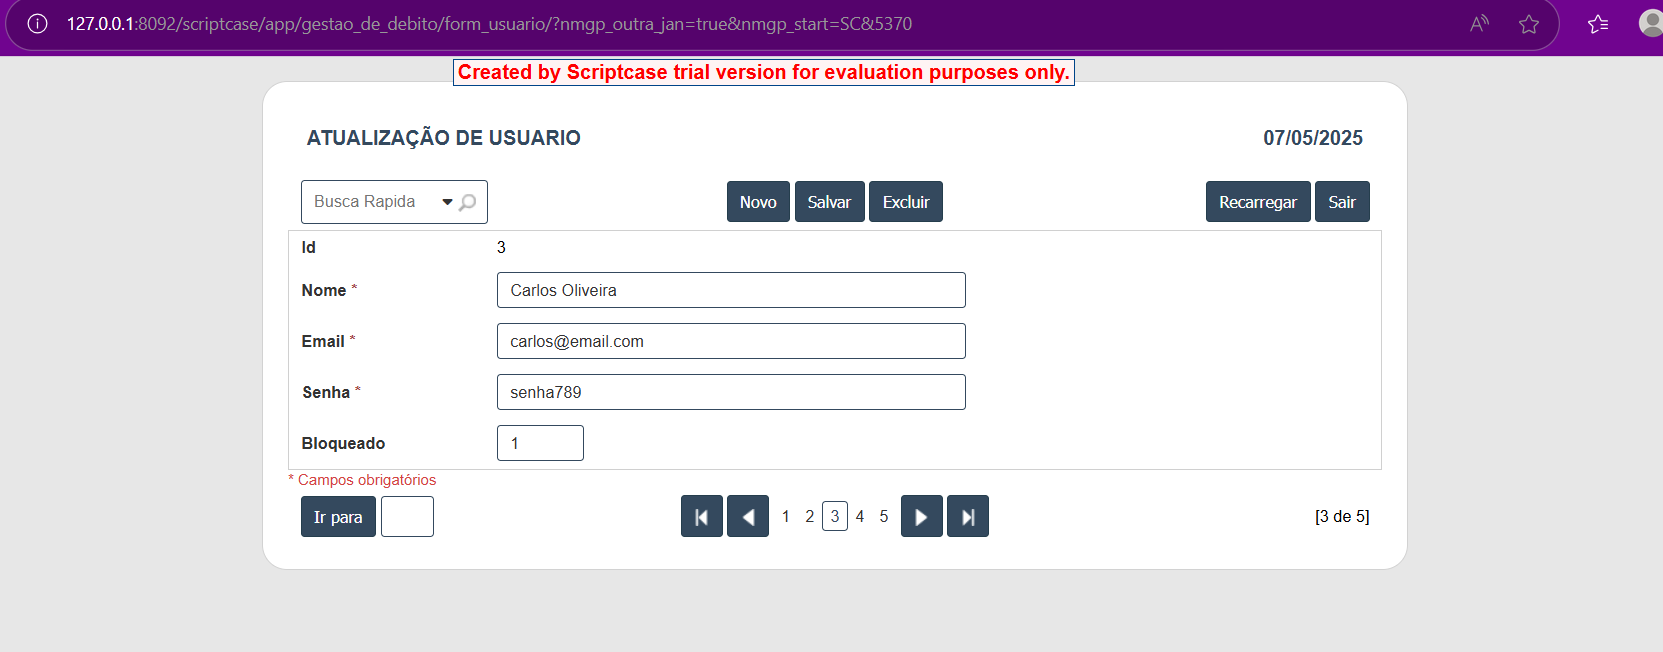 127.0.0.1:8092/scriptcase/app/gestao_de_debito/form_usuario/?nmgp_outra_jan=true&nmgp_start=SC&5370
Created by Scriptcase trial version for evaluation purposes only.
ATUALIZAÇÃO DE USUARIO 07/05/2025
Busca Rapida Novo Salvar Excluir Recarregar Sair
Id 3
Nome * Carlos Oliveira
Email * carlos@email.com
Senha * senha789
Bloqueado 1
* Campos obrigatórios
Ir para 1 2 3 4 5 [3 de 5]